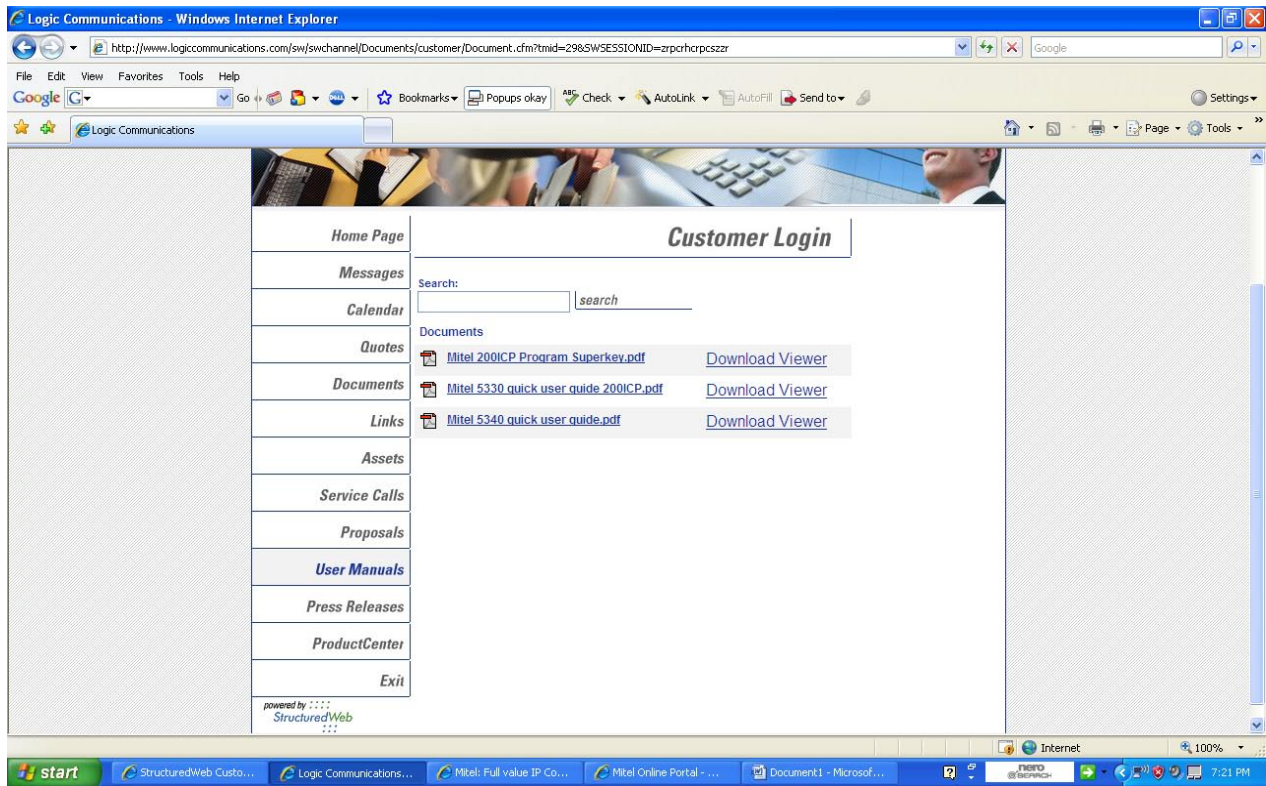 Logic Communications - Windows Internet Explorer
http://www.logiccommunications.com/sw/swchannel/Documents/customer/Document.cfm?tmid=29&SWSESSIONID=zrpcrhcrpcszzr
Google
File Edit View Favorites Tools Help
Google G Go Bookmarks Popups okay ABC Check AutoLink AutoFill Send to Settings
Logic Communications Page Tools »
Customer Login
Home Page
Messages
Calendar
Quotes
Documents
Links
Assets
Service Calls
Proposals
User Manuals
Press Releases
ProductCenter
Exit
powered by
StructuredWeb
Search:
search
Documents
Mitel 200ICP Program Superkey.pdf Download Viewer
Mitel 5330 quick user guide 200ICP.pdf Download Viewer
Mitel 5340 quick user guide.pdf Download Viewer
Internet 100%
start StructuredWeb Custo... Logic Communications... Mitel: Full value IP Co... Mitel Online Portal - ... Document1 - Microsof... nero SEARCH 7:21 PM